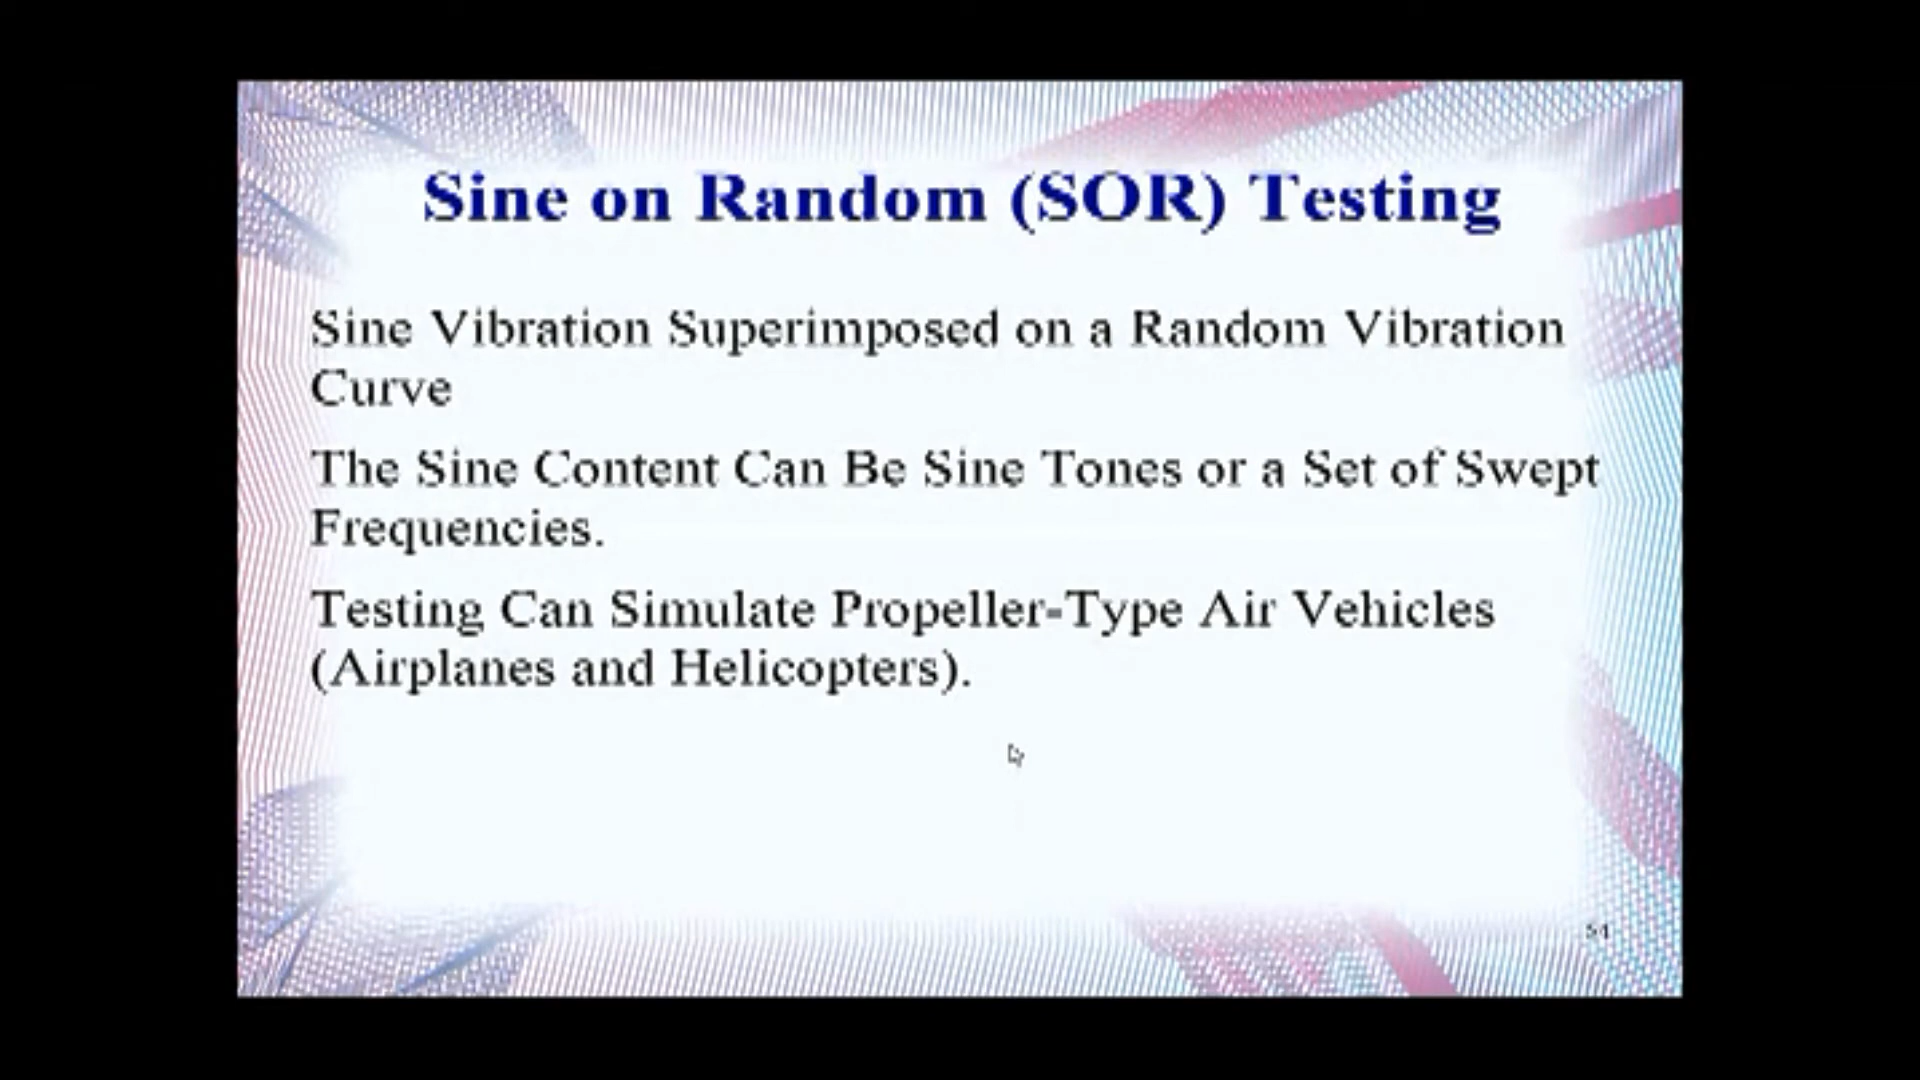 Sine on Random (SOR) Testing
Sine Vibration Superimposed on a Random Vibration
Curve
The Sine Content Can Be Sine Tones or a Set of Swept
Frequencies.
Testing Can Simulate Propeller-Type Air Vehicles
(Airplanes and Helicopters).
54